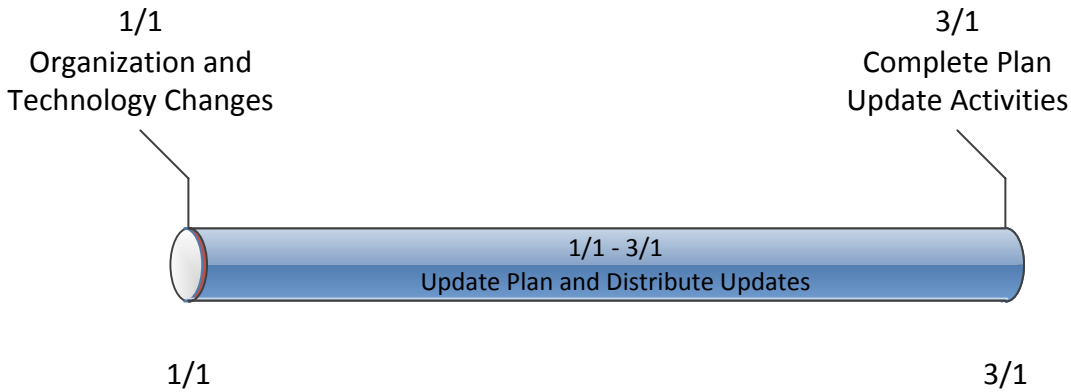 1/1
Organization and
Technology Changes
3/1
Complete Plan
Update Activities
1/1 - 3/1
Update Plan and Distribute Updates
1/1
3/1